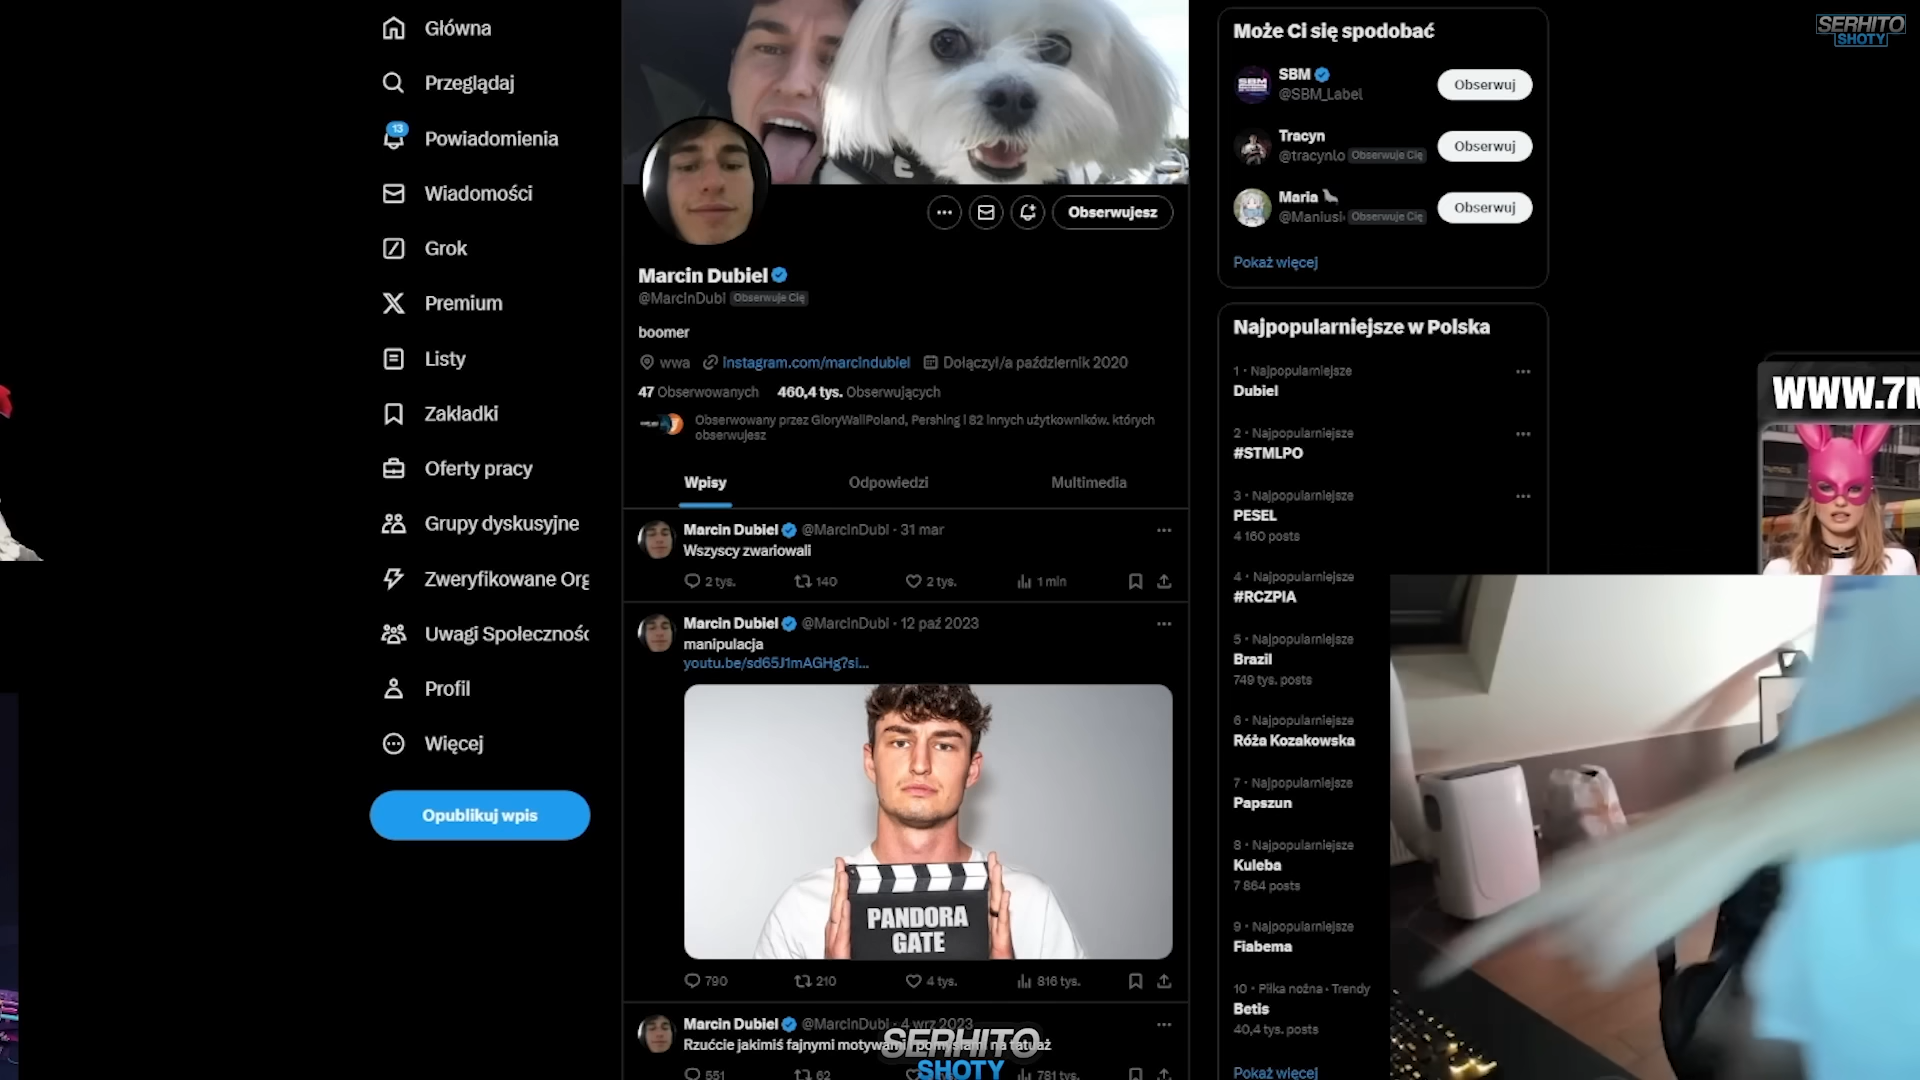 Główna
Przeglądaj
13
Powiadomienia
Wiadomości
Grok
Premium
Listy
Zakładki
Oferty pracy
Grupy dyskusyjne
Zweryfikowane Org
Uwagi Społecznośc
Profil
Więcej
Opublikuj wpis
Obserwujesz
Marcin Dubiel
@MarcinDubi Obserwuje Cię
boomer
wwa instagram.com/marcindubiel Dołączył/a październik 2020
47 Obserwowanych 460,4 tys. Obserwujących
Obserwowany przez GloryWallPoland, Pershing i 82 innych użytkowników, których
obserwujesz
Wpisy Odpowiedzi Multimedia
Marcin Dubiel @MarcinDubi · 31 mar
Wszyscy zwariowali
2 tys. 140 2 tys. 1 mln
Marcin Dubiel @MarcinDubi · 12 paź 2023
manipulacja
youtu.be/sd65J1mAGHg?si...
PANDORA
GATE
790 210 4 tys. 816 tys.
Marcin Dubiel @MarcinDubi · 4 wrz 2023
Rzućcie jakimiś fajnymi motywami i pomysłami na tatuaż
551 62 781 tys.
SERHITO
SHOTY
Może Ci się spodobać
SBM
@SBM_Label
Obserwuj
Tracyn
@tracynlo Obserwuje Cię
Obserwuj
Maria
@Maniusi Obserwuje Cię
Obserwuj
Pokaż więcej
Najpopularniejsze w Polska
1 · Najpopularniejsze
Dubiel
2 · Najpopularniejsze
#STMLPO
3 · Najpopularniejsze
PESEL
4 160 posts
4 · Najpopularniejsze
#RCZPIA
5 · Najpopularniejsze
Brazil
749 tys. posts
6 · Najpopularniejsze
Róża Kozakowska
7 · Najpopularniejsze
Papszun
8 · Najpopularniejsze
Kuleba
7 864 posts
9 · Najpopularniejsze
Fiabema
10 · Piłka nożna · Trendy
Betis
40,4 tys. posts
Pokaż więcej
SERHITO
SHOTY
WWW.7M